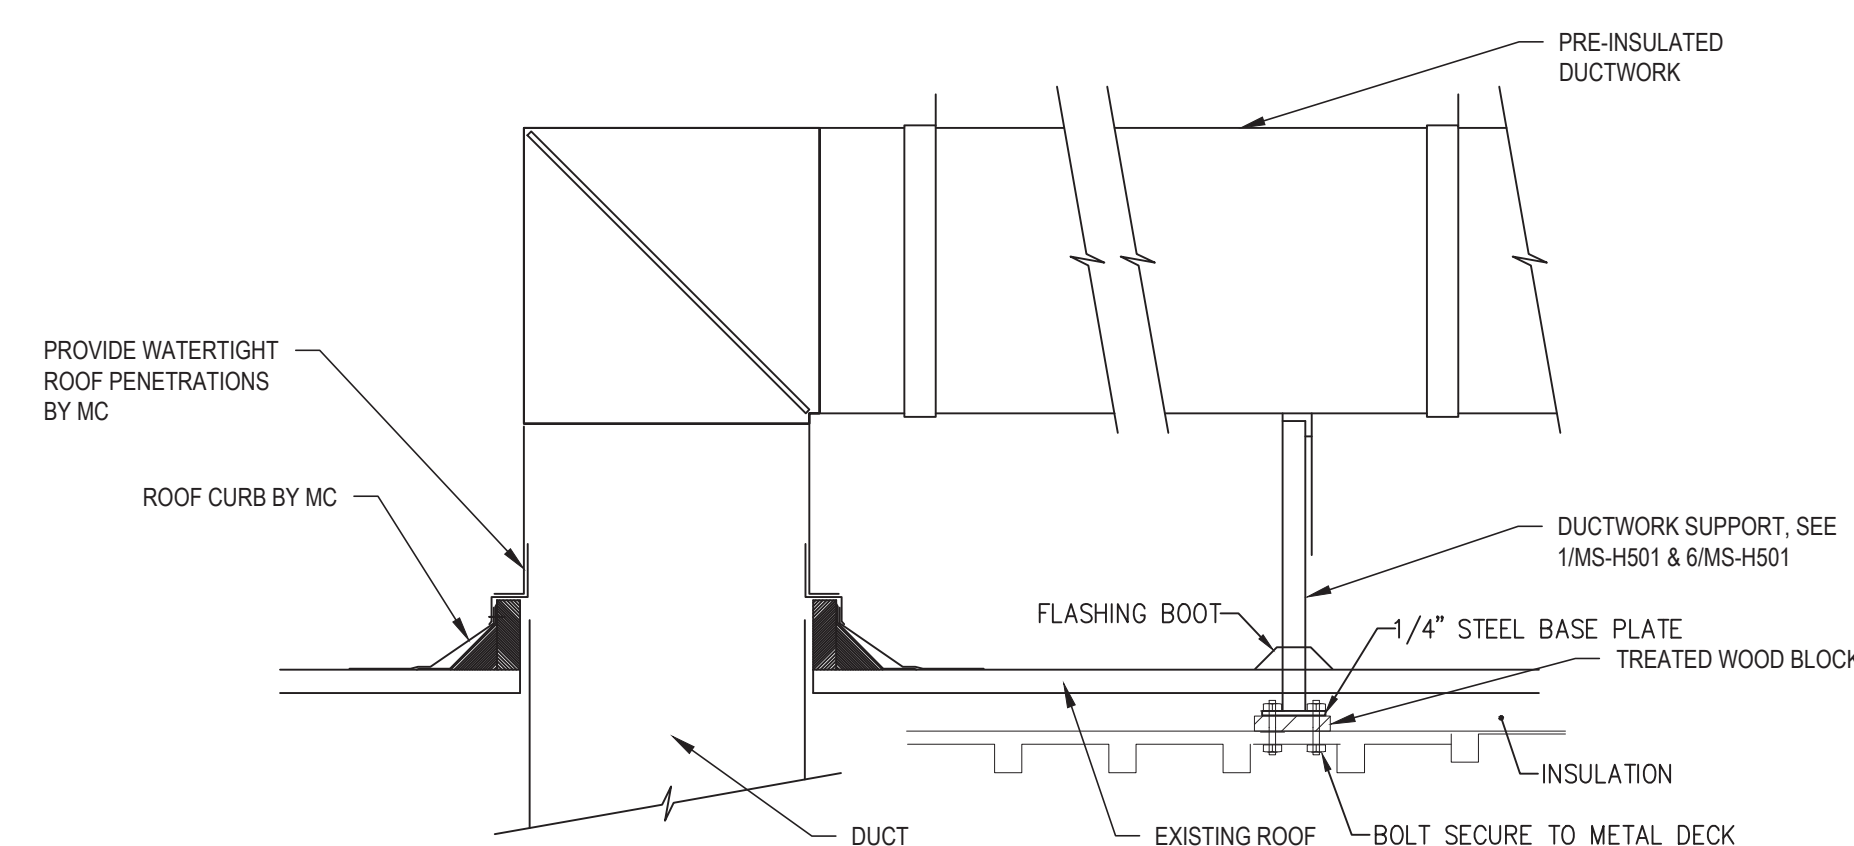 PRE-INSULATED
DUCTWORK
PROVIDE WATERTIGHT
ROOF PENETRATIONS
BY MC
ROOF CURB BY MC
DUCTWORK SUPPORT, SEE
1/MS-H501 & 6/MS-H501
FLASHING BOOT
1/4" STEEL BASE PLATE
TREATED WOOD BLOCK
INSULATION
DUCT
EXISTING ROOF
BOLT SECURE TO METAL DECK